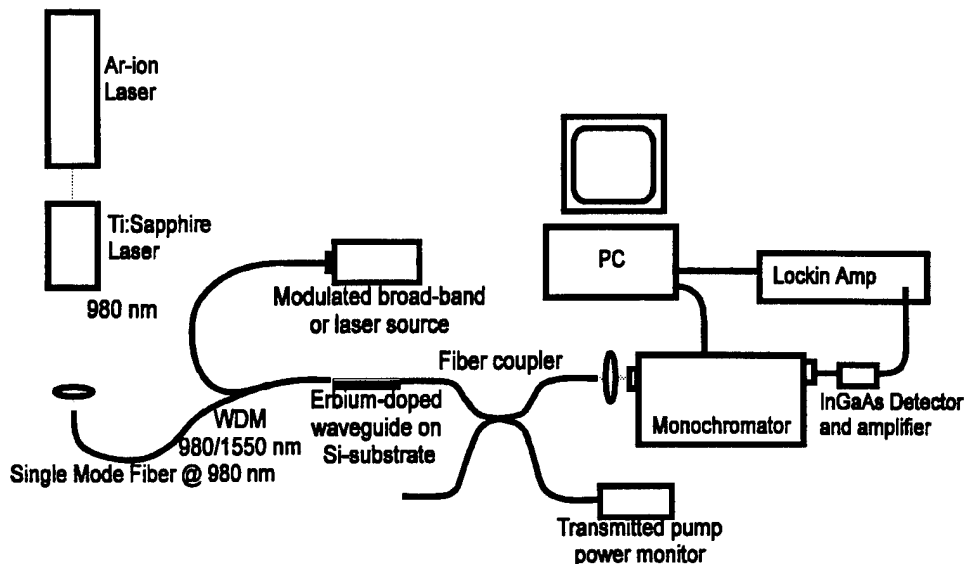 Ar-ion
Laser
Ti:Sapphire
Laser
980 nm
Modulated broad-band
or laser source
PC
Lockin Amp
Fiber coupler
Monochromator
InGaAs Detector
and amplifier
WDM
980/1550 nm
Single Mode Fiber @ 980 nm
Erbium-doped
waveguide on
Si-substrate
Transmitted pump
power monitor